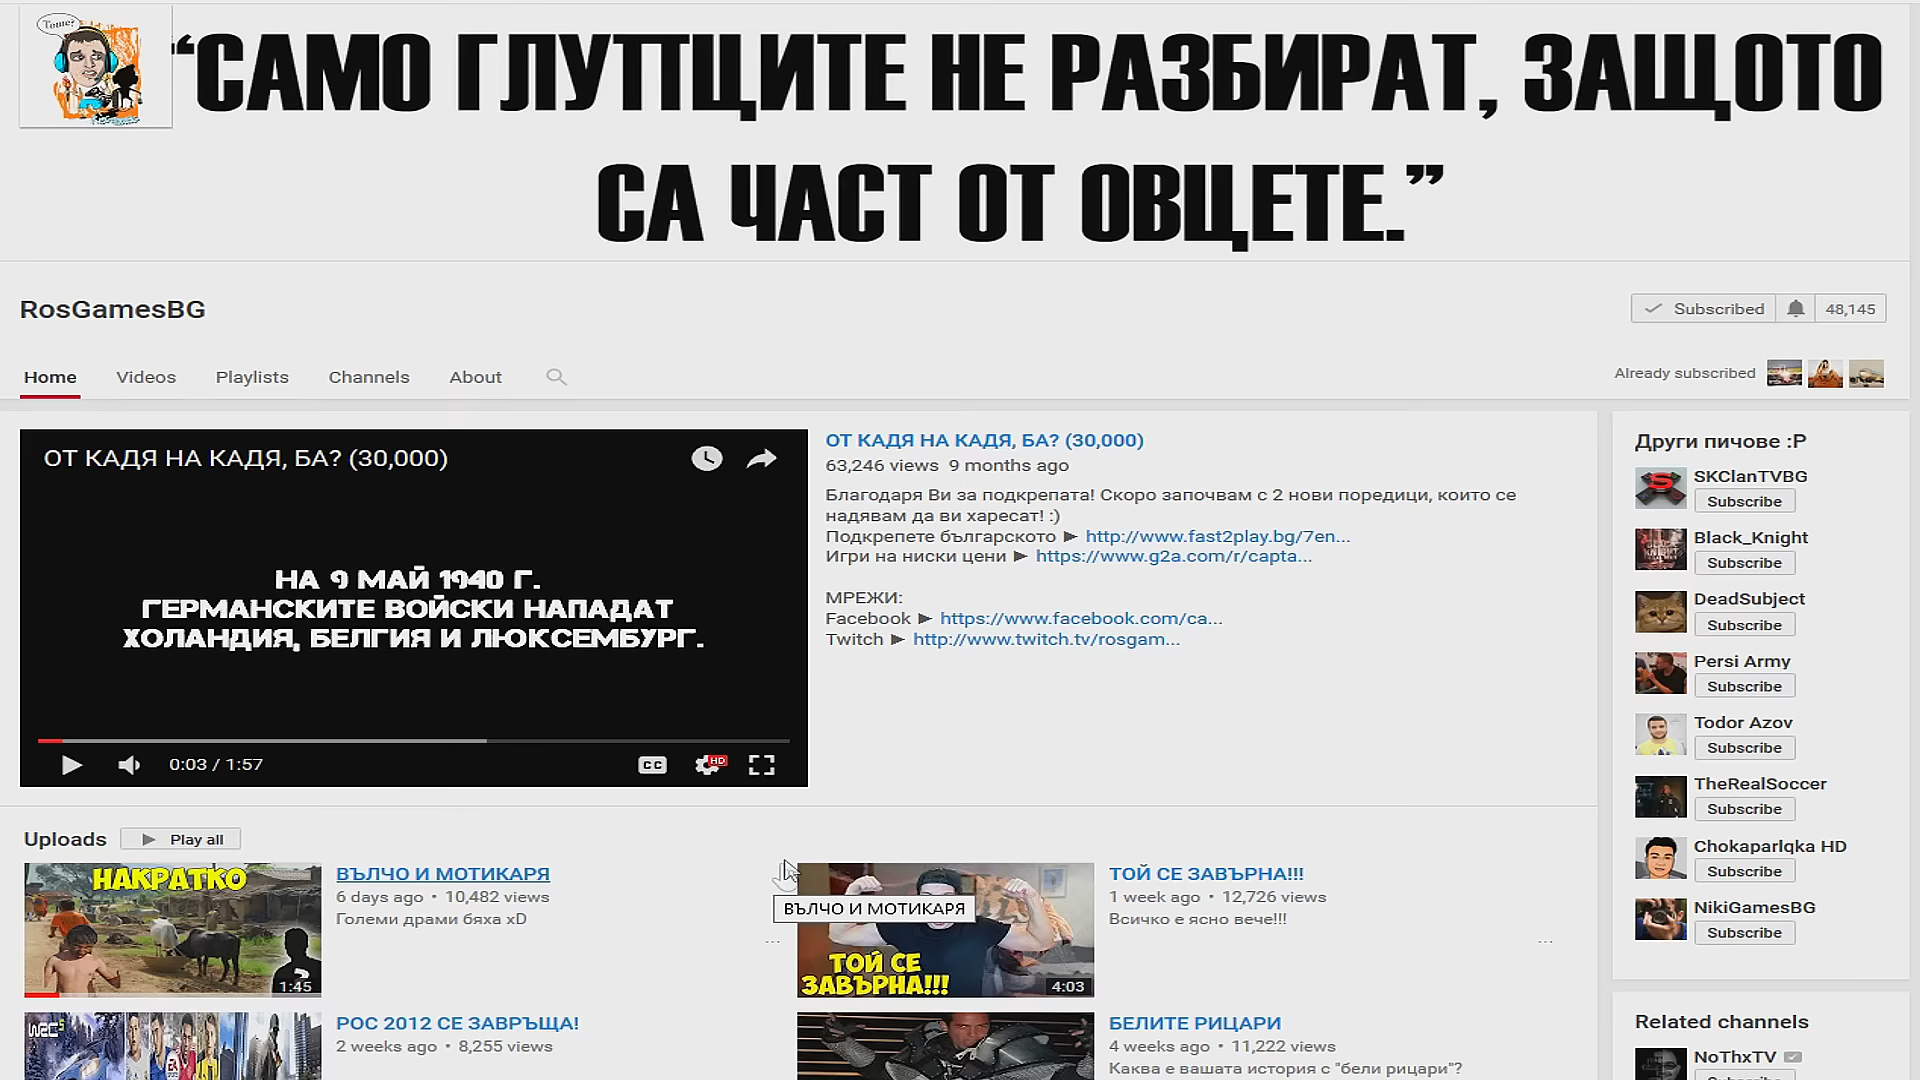 Тоше?
“САМО ГЛУПЦИТЕ НЕ РАЗБИРАТ, ЗАЩОТО
СА ЧАСТ ОТ ОВЦЕТЕ.”
RosGamesBG
Subscribed 48,145
Home Videos Playlists Channels About
Already subscribed
ОТ КАДЯ НА КАДЯ, БА? (30,000)
НА 9 МАЙ 1940 Г.
ГЕРМАНСКИТЕ ВОЙСКИ НАПАДАТ
ХОЛАНДИЯ, БЕЛГИЯ И ЛЮКСЕМБУРГ.
0:03 / 1:57
CC HD
ОТ КАДЯ НА КАДЯ, БА? (30,000)
63,246 views 9 months ago
Благодаря Ви за подкрепата! Скоро започвам с 2 нови поредици, които се
надявам да ви харесат! :)
Подкрепете българското ► http://www.fast2play.bg/7en...
Игри на ниски цени ► https://www.g2a.com/r/capta...
МРЕЖИ:
Facebook ► https://www.facebook.com/ca...
Twitch ► http://www.twitch.tv/rosgam...
Други пичове :P
SKClanTVBG
Subscribe
Black_Knight
Subscribe
DeadSubject
Subscribe
Persi Army
Subscribe
Todor Azov
Subscribe
TheRealSoccer
Subscribe
Chokaparlqka HD
Subscribe
NikiGamesBG
Subscribe
Related channels
NoThxTV
Uploads Play all
НАКРАТКО
?
1:45
ВЪЛЧО И МОТИКАРЯ
6 days ago • 10,482 views
Големи драми бяха xD
...
ВЪЛЧО И МОТИКАРЯ
ТОЙ СЕ
ЗАВЪРНА!!!
4:03
ТОЙ СЕ ЗАВЪРНА!!!
1 week ago • 12,726 views
Всичко е ясно вече!!!
...
WRC5
РОС 2012 СЕ ЗАВРЪЩА!
2 weeks ago • 8,255 views
БЕЛИТЕ РИЦАРИ
4 weeks ago • 11,222 views
Каква е вашата история с "бели рицари"?